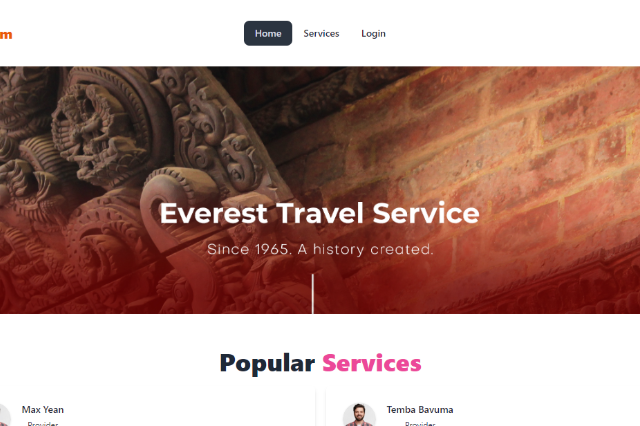 m
Home Services Login
Everest Travel Service
Since 1965. A history created.
Popular Services
Max Yean
Temba Bavuma
Provider
Provider